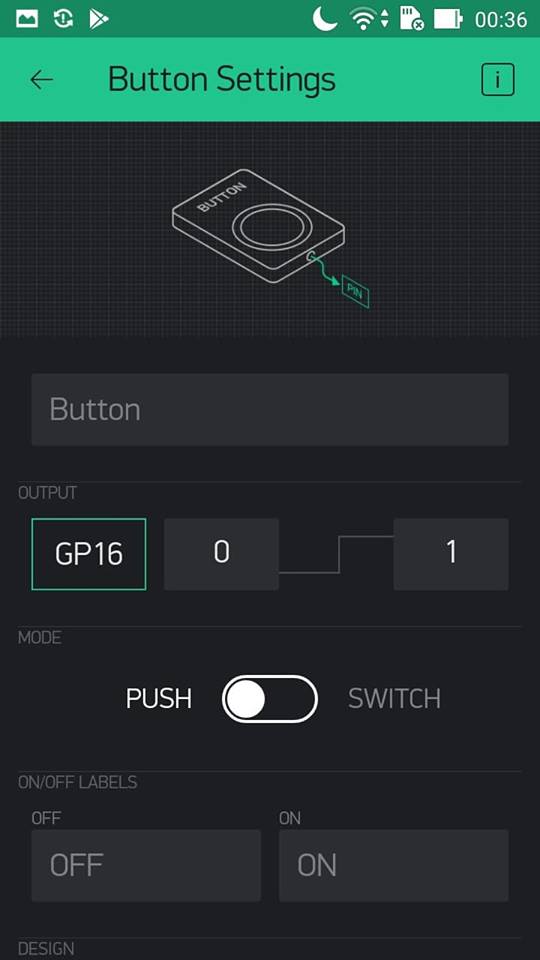 00:36
Button Settings
i
BUTTON
PIN
Button
OUTPUT
GP16 0 1
MODE
PUSH SWITCH
ON/OFF LABELS
OFF ON
OFF ON
DESIGN